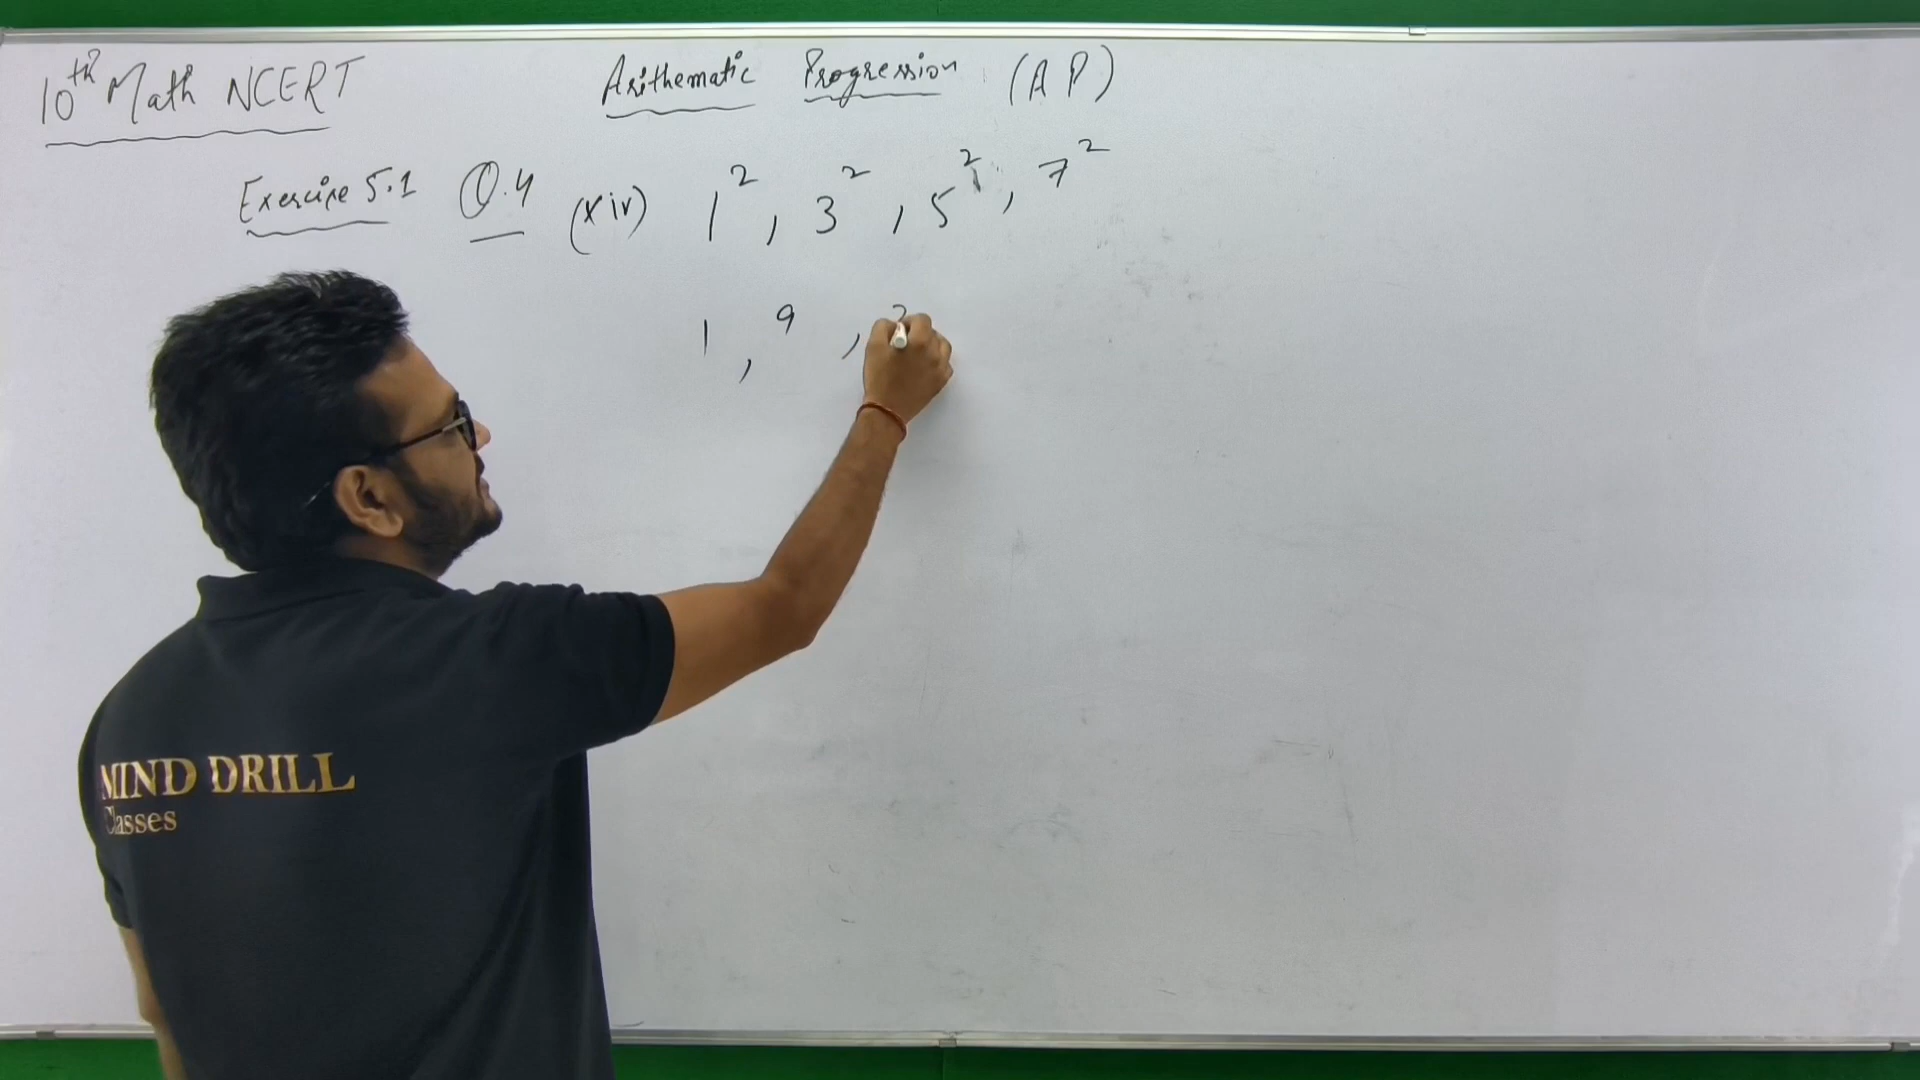 10th Math NCERT Arithematic Progression (AP)
Exercise 5.1 Q.4 (xiv) 1², 3², 5², 7²
1, 9, 2
MIND DRILL
Classes